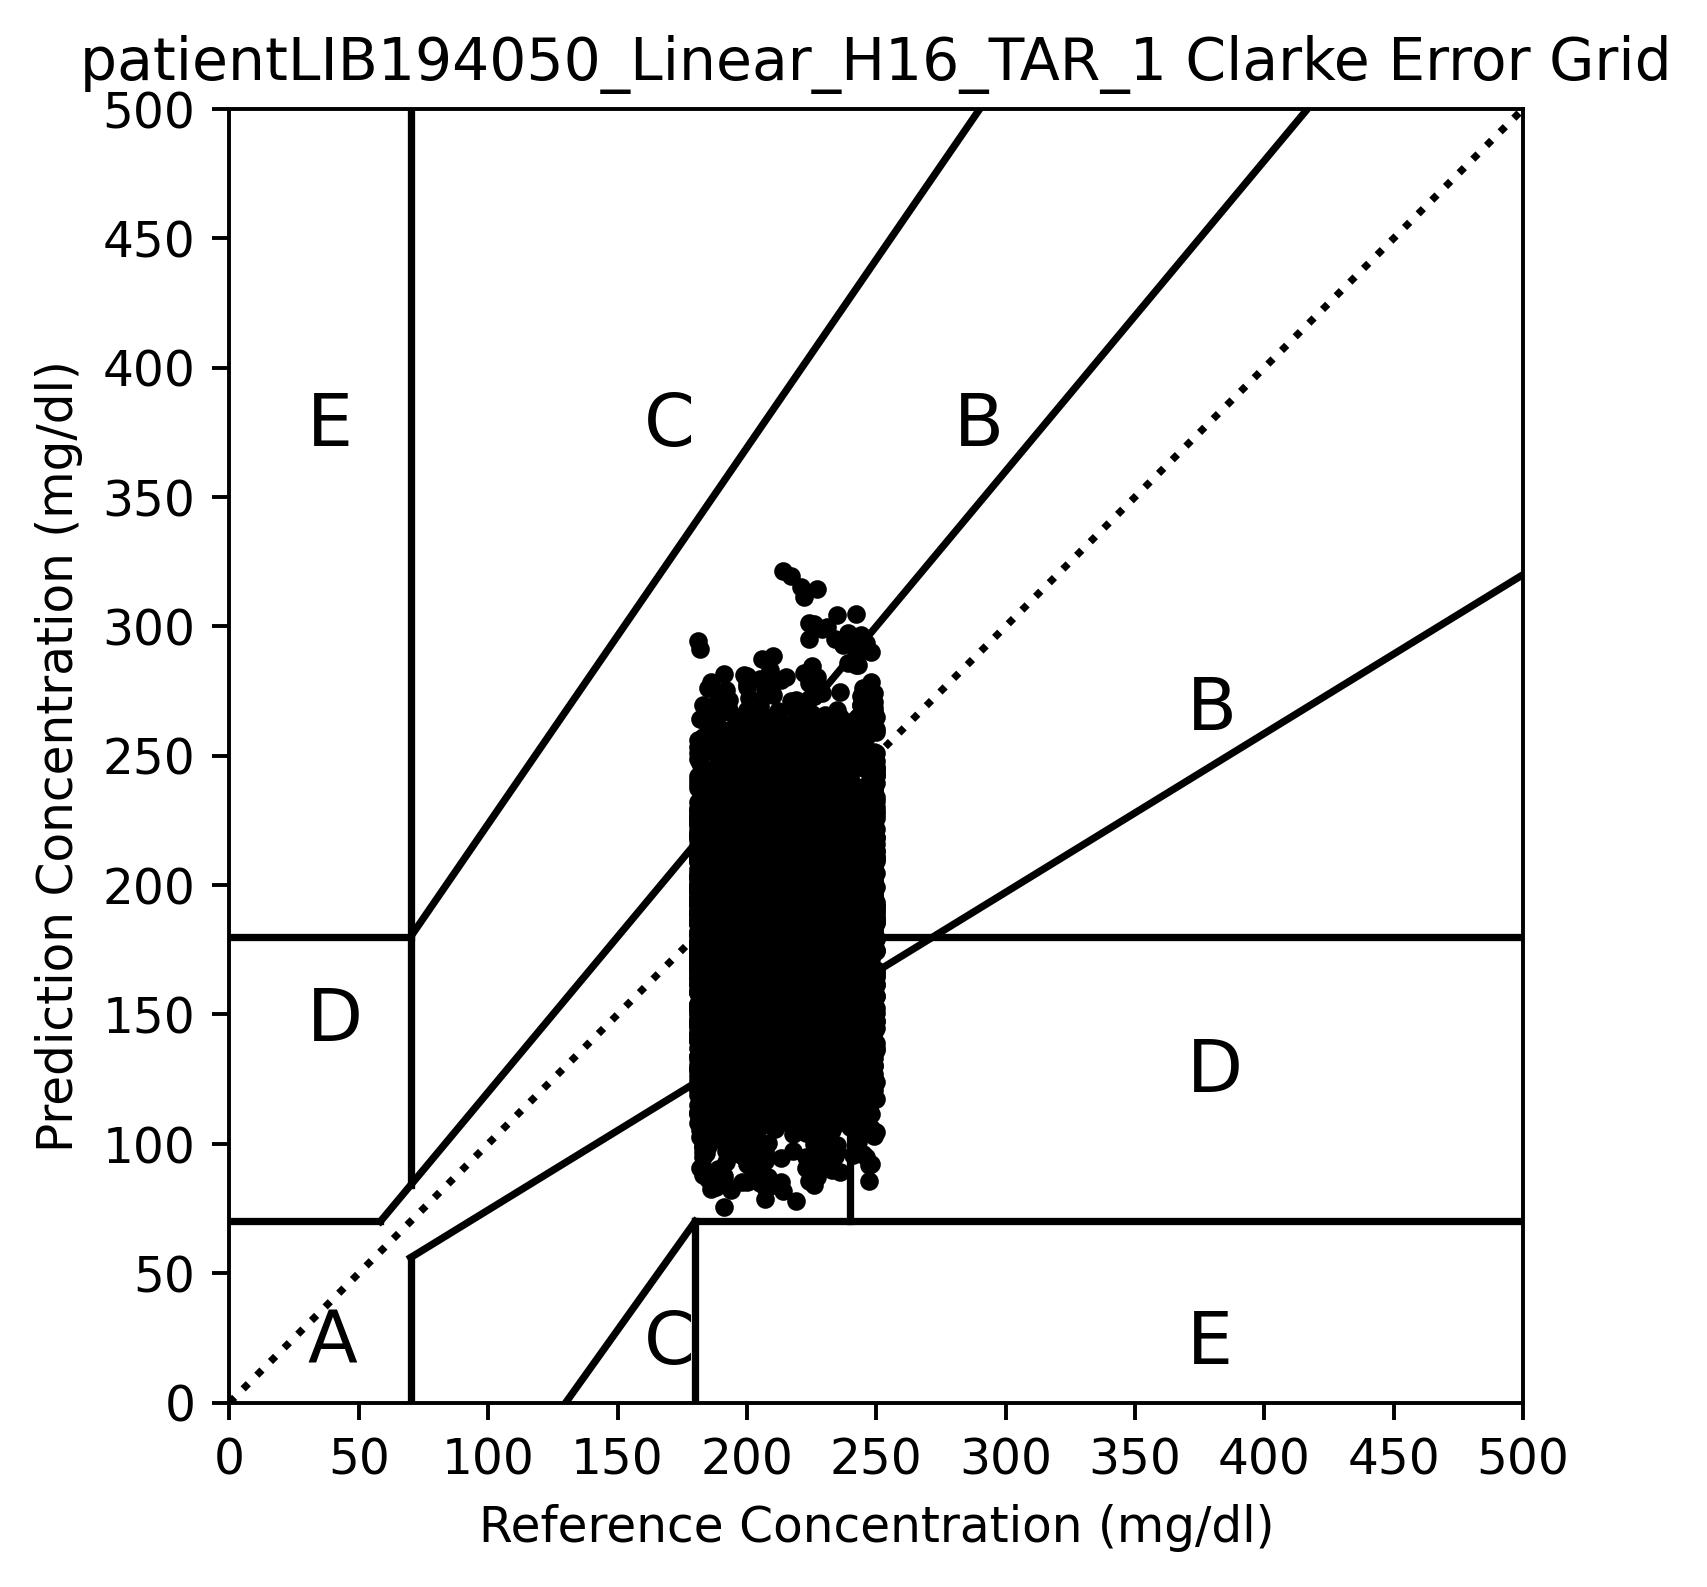 patientLIB194050_Linear_H16_TAR_1 Clarke Error Grid
500
450
400
350
300
250
200
150
100
50
0
Prediction Concentration (mg/dl)
E
C
B
B
D
D
A
C
E
0 50 100 150 200 250 300 350 400 450 500
Reference Concentration (mg/dl)